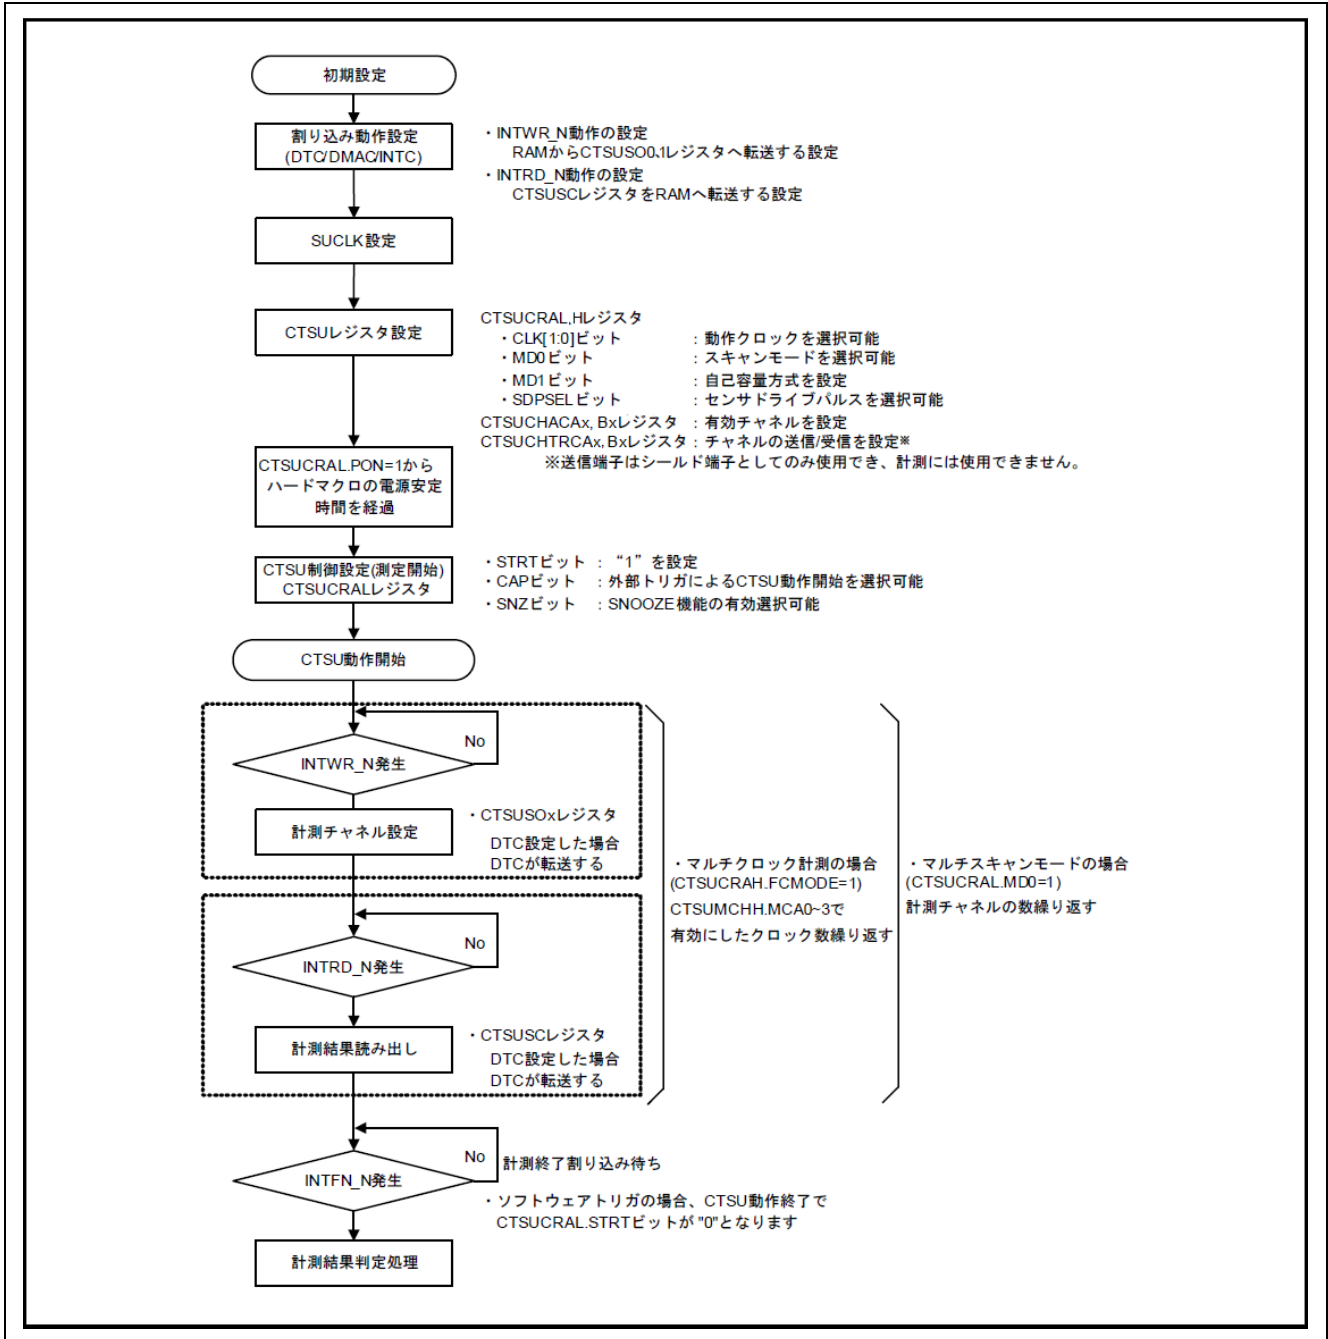 初期設定
割り込み動作設定
(DTC/DMAC/INTC)
・INTWR_N動作の設定
RAMからCTSUSO0、1レジスタへ転送する設定
・INTRD_N動作の設定
CTSUSCレジスタをRAMへ転送する設定
SUCLK設定
CTSUレジスタ設定
CTSUCRAL,Hレジスタ
・CLK[1:0]ビット ：動作クロックを選択可能
・MD0ビット ：スキャンモードを選択可能
・MD1ビット ：自己容量方式を設定
・SDPSELビット ：センサドライブパルスを選択可能
CTSUCHACAx, Bxレジスタ ：有効チャネルを設定
CTSUCHTRCAx, Bxレジスタ：チャネルの送信/受信を設定※
※送信端子はシールド端子としてのみ使用でき、計測には使用できません。
CTSUCRAL.PON=1から
ハードマクロの電源安定
時間を経過
CTSU制御設定(測定開始)
CTSUCRALレジスタ
・STRTビット ： “1”を設定
・CAPビット ：外部トリガによるCTSU動作開始を選択可能
・SNZビット ：SNOOZE機能の有効選択可能
CTSU動作開始
No
INTWR_N発生
計測チャネル設定
・CTSUSOxレジスタ
DTC設定した場合
DTCが転送する
No
INTRD_N発生
計測結果読み出し
・CTSUSCレジスタ
DTC設定した場合
DTCが転送する
・マルチクロック計測の場合
(CTSUCRAH.FCMODE=1)
CTSUMCHH.MCA0~3で
有効にしたクロック数繰り返す
・マルチスキャンモードの場合
(CTSUCRAL.MD0=1)
計測チャネルの数繰り返す
No
INTFN_N発生
計測終了割り込み待ち
・ソフトウェアトリガの場合、CTSU動作終了で
CTSUCRAL.STRTビットが "0"となります
計測結果判定処理